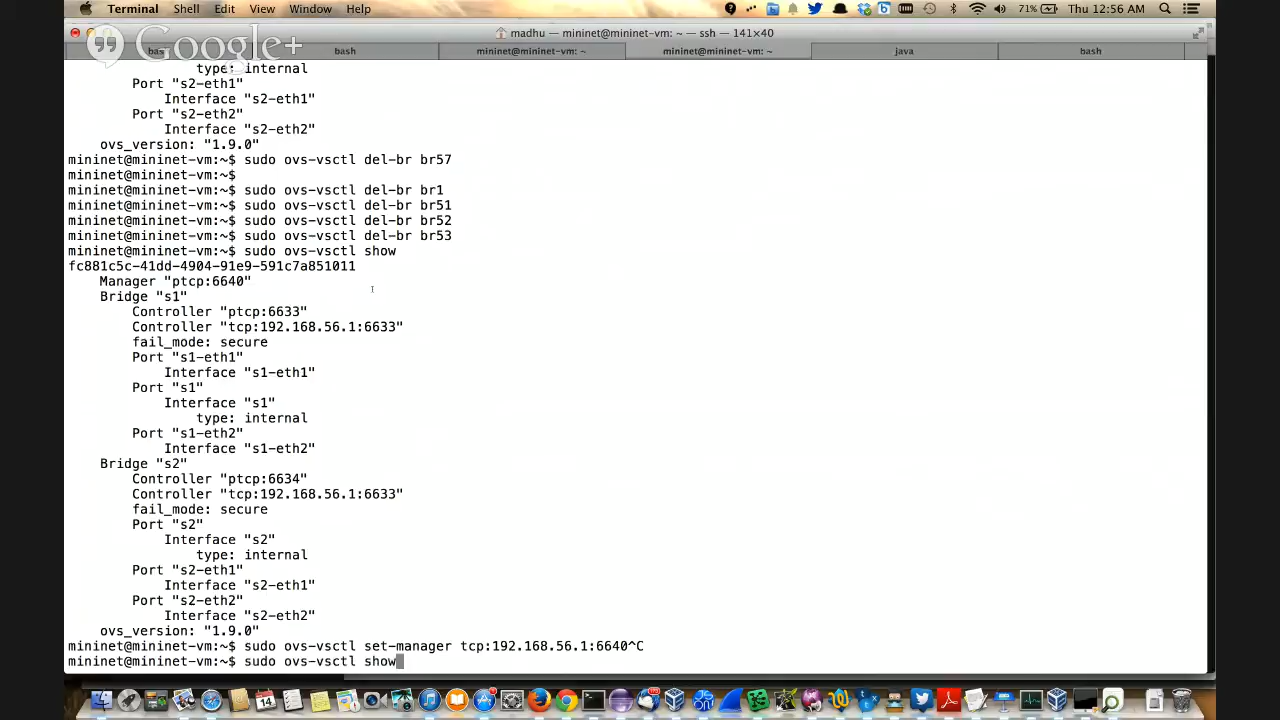 Terminal Shell Edit View Window Help 71% Thu 12:56 AM
madhu — mininet@mininet-vm: ~ — ssh — 141×40
Google+
bash mininet@mininet-vm: ~ mininet@mininet-vm: ~ java bash
type: internal
Port "s2-eth1"
Interface "s2-eth1"
Port "s2-eth2"
Interface "s2-eth2"
ovs_version: "1.9.0"
mininet@mininet-vm:~$ sudo ovs-vsctl del-br br57
mininet@mininet-vm:~$
mininet@mininet-vm:~$ sudo ovs-vsctl del-br br1
mininet@mininet-vm:~$ sudo ovs-vsctl del-br br51
mininet@mininet-vm:~$ sudo ovs-vsctl del-br br52
mininet@mininet-vm:~$ sudo ovs-vsctl del-br br53
mininet@mininet-vm:~$ sudo ovs-vsctl show
fc881c5c-41dd-4904-91e9-591c7a851011
Manager "ptcp:6640"
Bridge "s1"
Controller "ptcp:6633"
Controller "tcp:192.168.56.1:6633"
fail_mode: secure
Port "s1-eth1"
Interface "s1-eth1"
Port "s1"
Interface "s1"
type: internal
Port "s1-eth2"
Interface "s1-eth2"
Bridge "s2"
Controller "ptcp:6634"
Controller "tcp:192.168.56.1:6633"
fail_mode: secure
Port "s2"
Interface "s2"
type: internal
Port "s2-eth1"
Interface "s2-eth1"
Port "s2-eth2"
Interface "s2-eth2"
ovs_version: "1.9.0"
mininet@mininet-vm:~$ sudo ovs-vsctl set-manager tcp:192.168.56.1:6640^C
mininet@mininet-vm:~$ sudo ovs-vsctl show
14